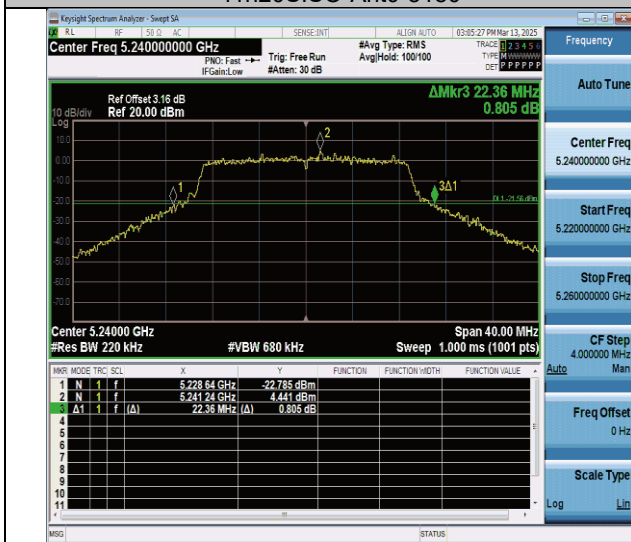 Keysight Spectrum Analyzer - Swept SA
RL RF 50 Ω AC SENSE:INT ALIGN AUTO 03:05:27 PM Mar 13, 2025
Center Freq 5.240000000 GHz
PNO: Fast
IFGain:Low
Trig: Free Run
#Atten: 30 dB
#Avg Type: RMS
Avg|Hold: 100/100
TRACE 1 2 3 4 5 6
TYPE M WWWWW
DET P P P P P P
Ref Offset 3.16 dB
Ref 20.00 dBm
10 dB/div
Log
ΔMkr3 22.36 MHz
0.805 dB
10.0
0.00
-10.0
-20.0
-30.0
-40.0
-50.0
-60.0
-70.0
1
2
3Δ1
DL1 -21.56 dBm
Center 5.24000 GHz Span 40.00 MHz
#Res BW 220 kHz #VBW 680 kHz Sweep 1.000 ms (1001 pts)
MKR MODE TRC SCL X Y FUNCTION FUNCTION WIDTH FUNCTION VALUE
1 N 1 f 5.228 64 GHz -22.785 dBm
2 N 1 f 5.241 24 GHz 4.441 dBm
3 Δ1 1 f (Δ) 22.36 MHz (Δ) 0.805 dB
4
5
6
7
8
9
10
11
MSG STATUS
Frequency
Auto Tune
Center Freq
5.240000000 GHz
Start Freq
5.220000000 GHz
Stop Freq
5.260000000 GHz
CF Step
4.000000 MHz
Auto Man
Freq Offset
0 Hz
Scale Type
Log Lin